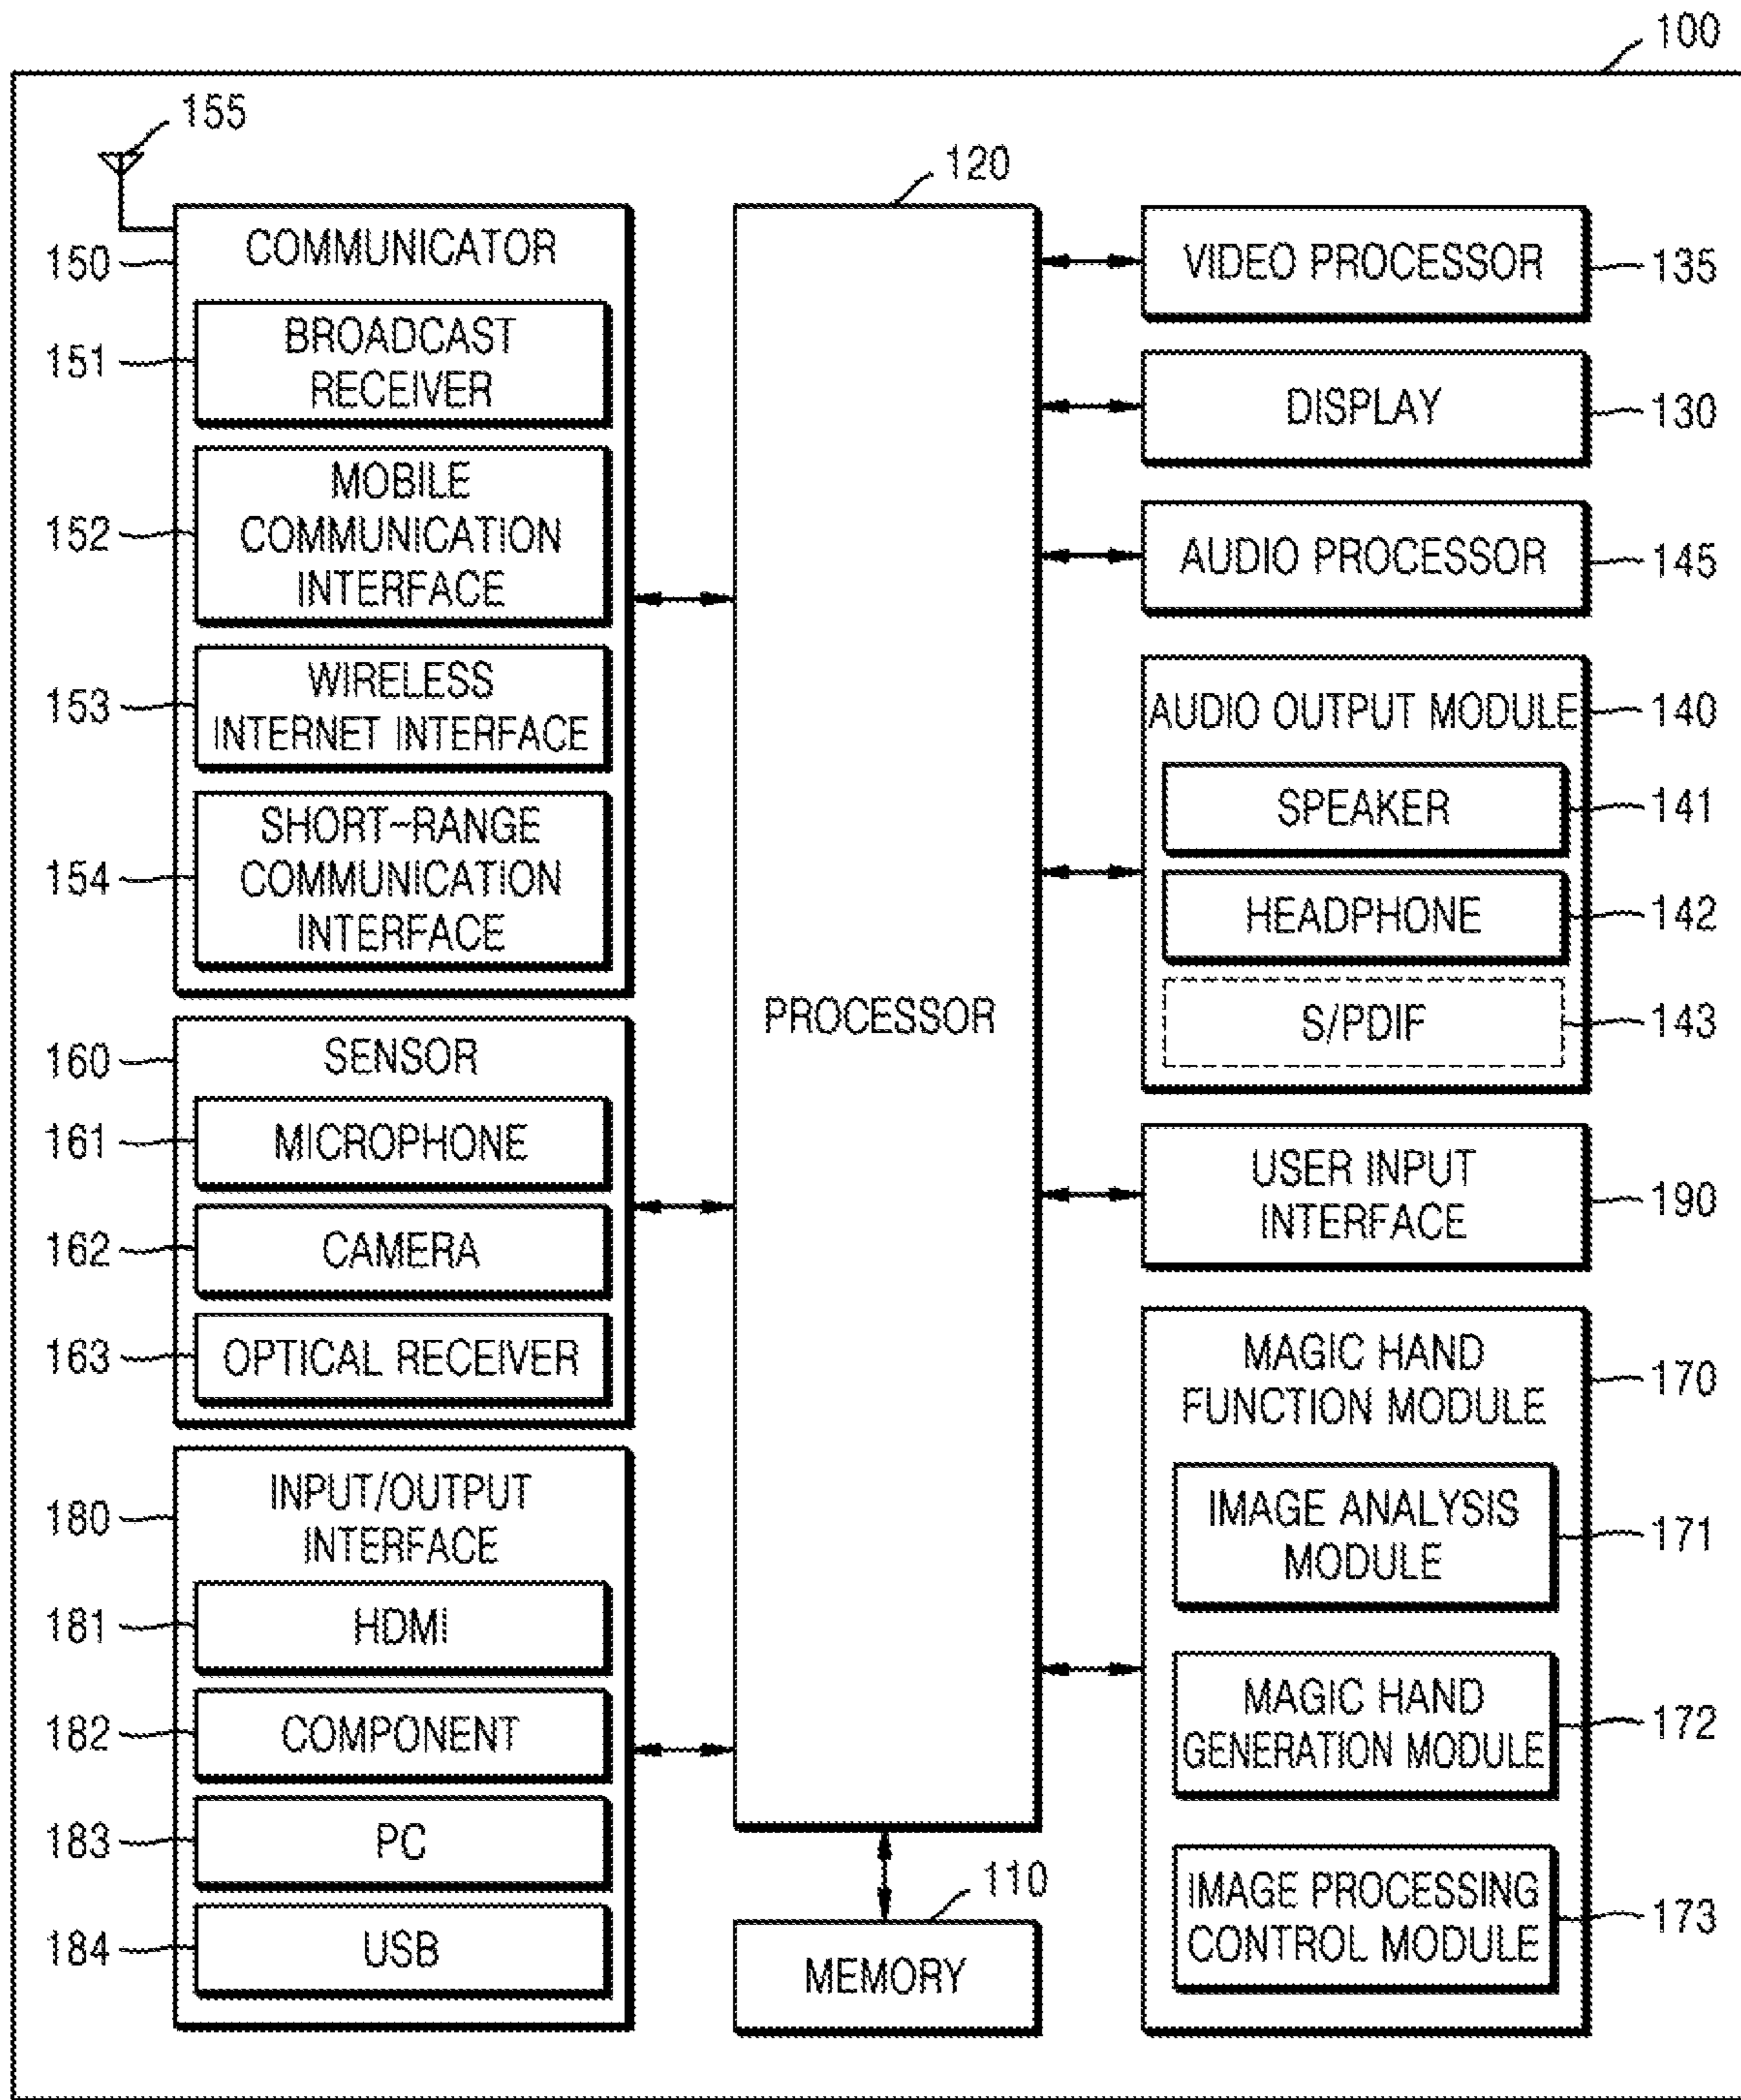 100
155
120
150
COMMUNICATOR
151
BROADCAST
RECEIVER
152
MOBILE
COMMUNICATION
INTERFACE
153
WIRELESS
INTERNET INTERFACE
154
SHORT-RANGE
COMMUNICATION
INTERFACE
160
SENSOR
161
MICROPHONE
162
CAMERA
163
OPTICAL RECEIVER
180
INPUT/OUTPUT
INTERFACE
181
HDMI
182
COMPONENT
183
PC
184
USB
PROCESSOR
110
MEMORY
VIDEO PROCESSOR
135
DISPLAY
130
AUDIO PROCESSOR
145
AUDIO OUTPUT MODULE
140
SPEAKER
141
HEADPHONE
142
S/PDIF
143
USER INPUT
INTERFACE
190
MAGIC HAND
FUNCTION MODULE
170
IMAGE ANALYSIS
MODULE
171
MAGIC HAND
GENERATION MODULE
172
IMAGE PROCESSING
CONTROL MODULE
173